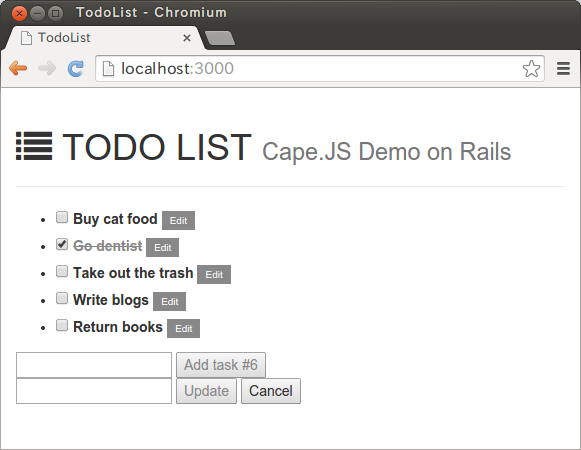 TodoList - Chromium
TodoList
localhost:3000
TODO LIST Cape.JS Demo on Rails
Buy cat food Edit
Go dentist Edit
Take out the trash Edit
Write blogs Edit
Return books Edit
Add task #6
Update Cancel